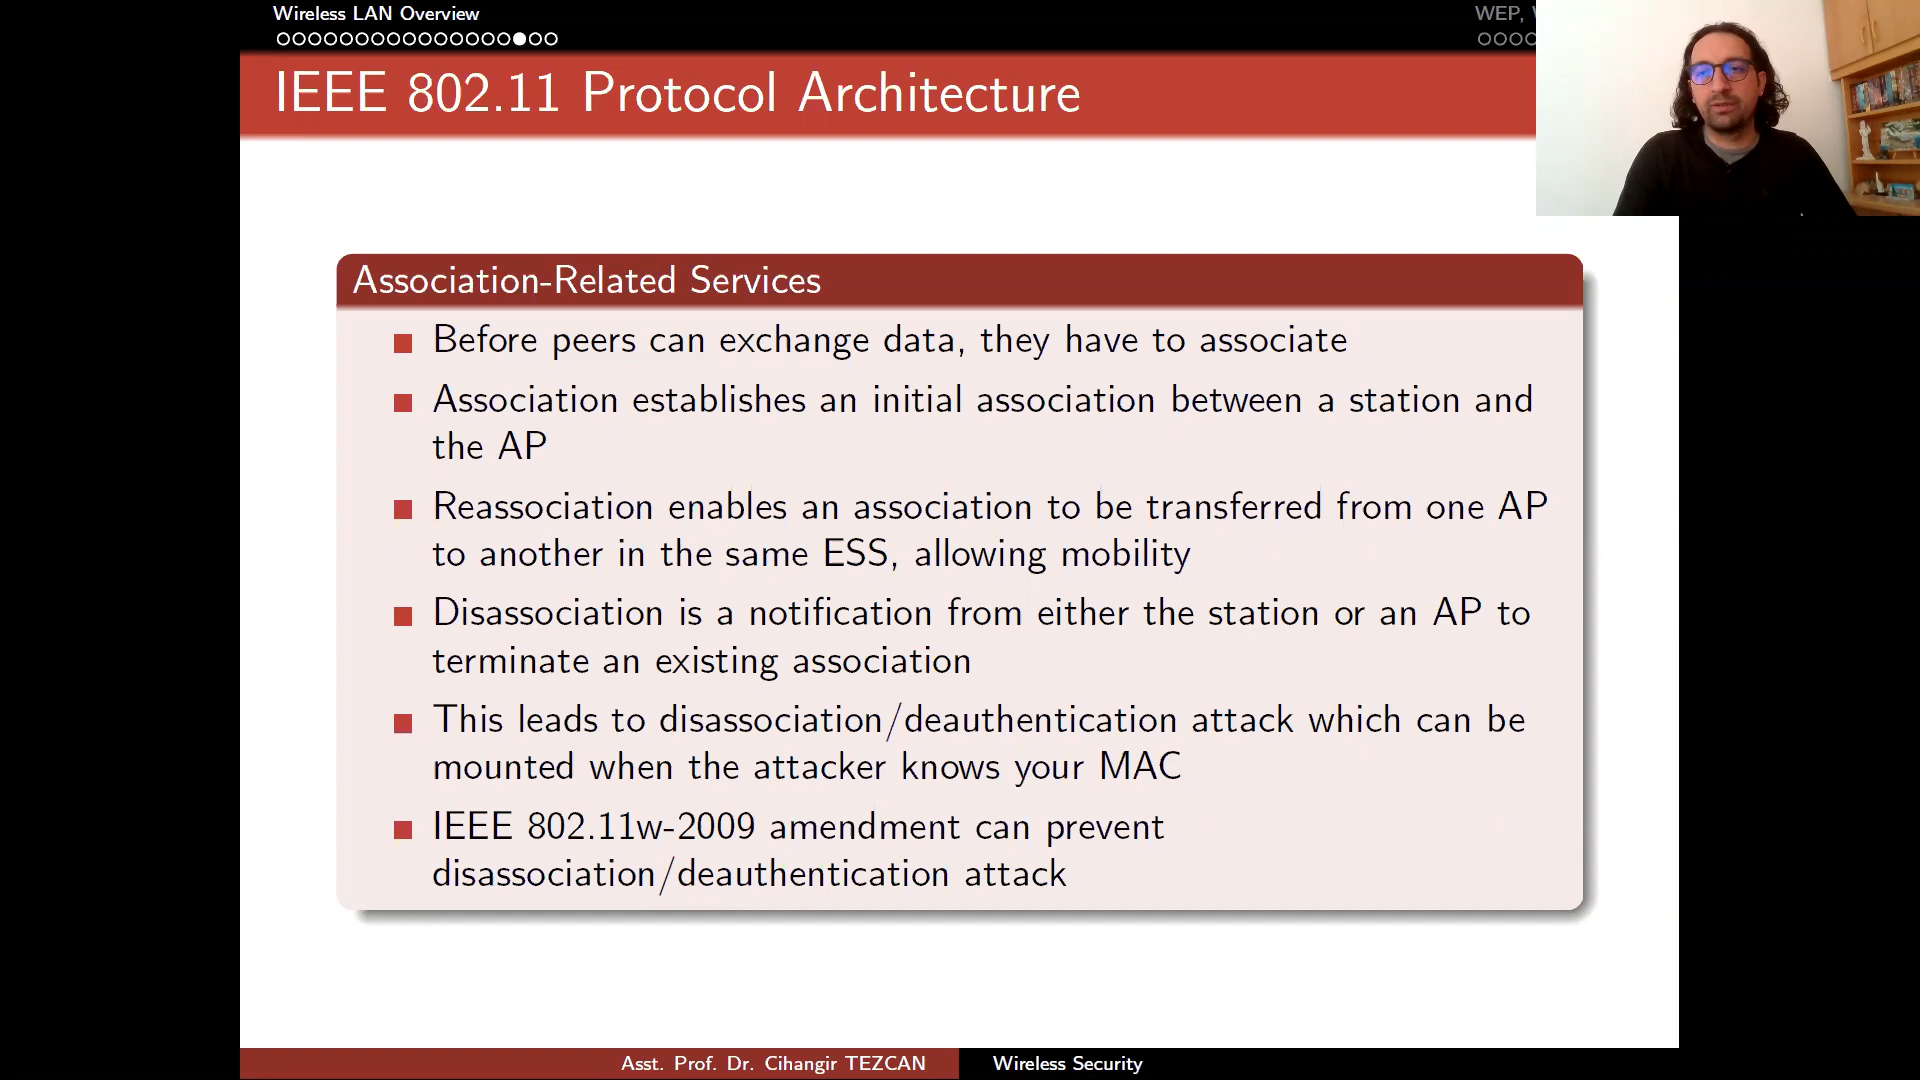 Wireless LAN Overview
WEP,
IEEE 802.11 Protocol Architecture
Association-Related Services
Before peers can exchange data, they have to associate
Association establishes an initial association between a station and
the AP
Reassociation enables an association to be transferred from one AP
to another in the same ESS, allowing mobility
Disassociation is a notification from either the station or an AP to
terminate an existing association
This leads to disassociation/deauthentication attack which can be
mounted when the attacker knows your MAC
IEEE 802.11w-2009 amendment can prevent
disassociation/deauthentication attack
Asst. Prof. Dr. Cihangir TEZCAN
Wireless Security